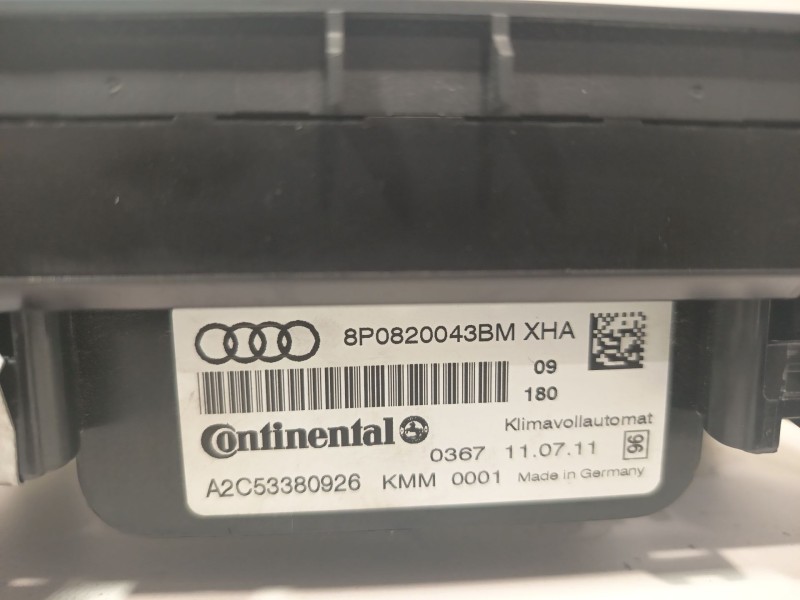 8P0820043BM XHA
09
180
Continental
Klimavollautomat
0367 11.07.11 96
A2C53380926 KMM 0001 Made in Germany